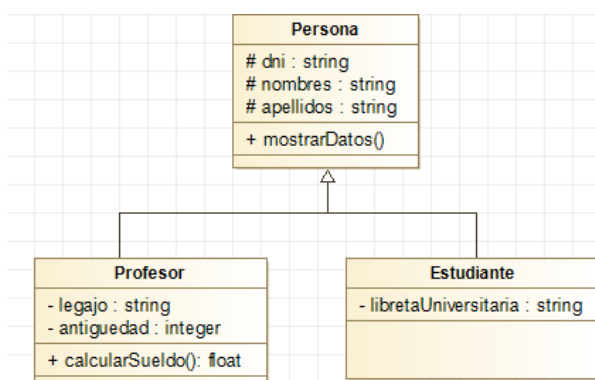 Persona
# dni : string
# nombres : string
# apellidos : string
+ mostrarDatos()
Profesor
- legajo : string
- antiguedad : integer
+ calcularSueldo(): float
Estudiante
- libretaUniversitaria : string